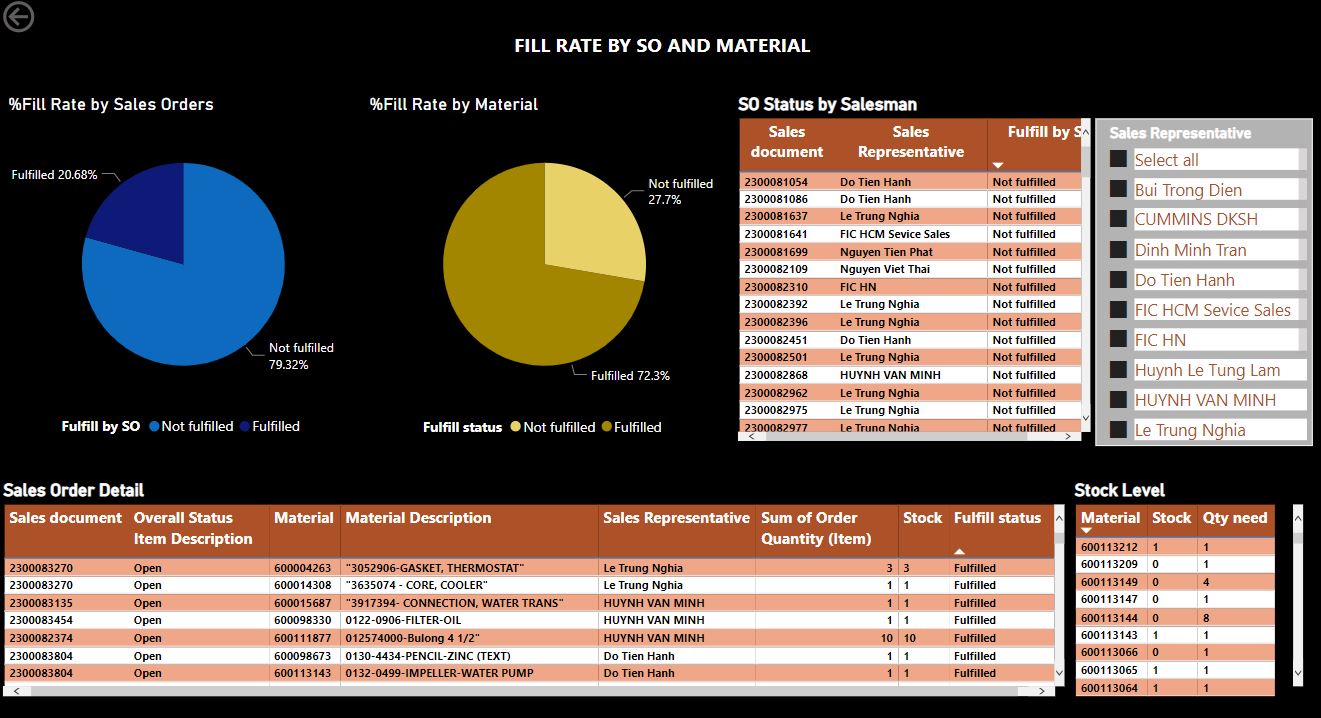 FILL RATE BY SO AND MATERIAL
%Fill Rate by Sales Orders
Fulfilled 20.68%
Not fulfilled
79.32%
Fulfill by SO Not fulfilled Fulfilled
%Fill Rate by Material
Not fulfilled
27.7%
Fulfilled 72.3%
Fulfill status Not fulfilled Fulfilled
SO Status by Salesman
Sales document Sales Representative Fulfill by S
2300081054 Do Tien Hanh Not fulfilled
2300081086 Do Tien Hanh Not fulfilled
2300081637 Le Trung Nghia Not fulfilled
2300081641 FIC HCM Sevice Sales Not fulfilled
2300081699 Nguyen Tien Phat Not fulfilled
2300082109 Nguyen Viet Thai Not fulfilled
2300082310 FIC HN Not fulfilled
2300082392 Le Trung Nghia Not fulfilled
2300082396 Le Trung Nghia Not fulfilled
2300082451 Do Tien Hanh Not fulfilled
2300082501 Le Trung Nghia Not fulfilled
2300082868 HUYNH VAN MINH Not fulfilled
2300082962 Le Trung Nghia Not fulfilled
2300082975 Le Trung Nghia Not fulfilled
2300082977 Le Trung Nghia Not fulfilled
Sales Representative
Select all
Bui Trong Dien
CUMMINS DKSH
Dinh Minh Tran
Do Tien Hanh
FIC HCM Sevice Sales
FIC HN
Huynh Le Tung Lam
HUYNH VAN MINH
Le Trung Nghia
Sales Order Detail
Sales document Overall Status Item Description Material Material Description Sales Representative Sum of Order Quantity (Item) Stock Fulfill status
2300083270 Open 600004263 "3052906-GASKET, THERMOSTAT" Le Trung Nghia 3 3 Fulfilled
2300083270 Open 600014308 "3635074 - CORE, COOLER" Le Trung Nghia 1 1 Fulfilled
2300083135 Open 600015687 "3917394- CONNECTION, WATER TRANS" HUYNH VAN MINH 1 1 Fulfilled
2300083454 Open 600098330 0122-0906-FILTER-OIL HUYNH VAN MINH 1 1 Fulfilled
2300082374 Open 600111877 012574000-Bulong 4 1/2" HUYNH VAN MINH 10 10 Fulfilled
2300083804 Open 600098673 0130-4434-PENCIL-ZINC (TEXT) Do Tien Hanh 1 1 Fulfilled
2300083804 Open 600113143 0132-0499-IMPELLER-WATER PUMP Do Tien Hanh 1 1 Fulfilled
Stock Level
Material Stock Qty need
600113212 1 1
600113209 0 1
600113149 0 4
600113147 0 1
600113144 0 8
600113143 1 1
600113066 0 1
600113065 1 1
600113064 1 1